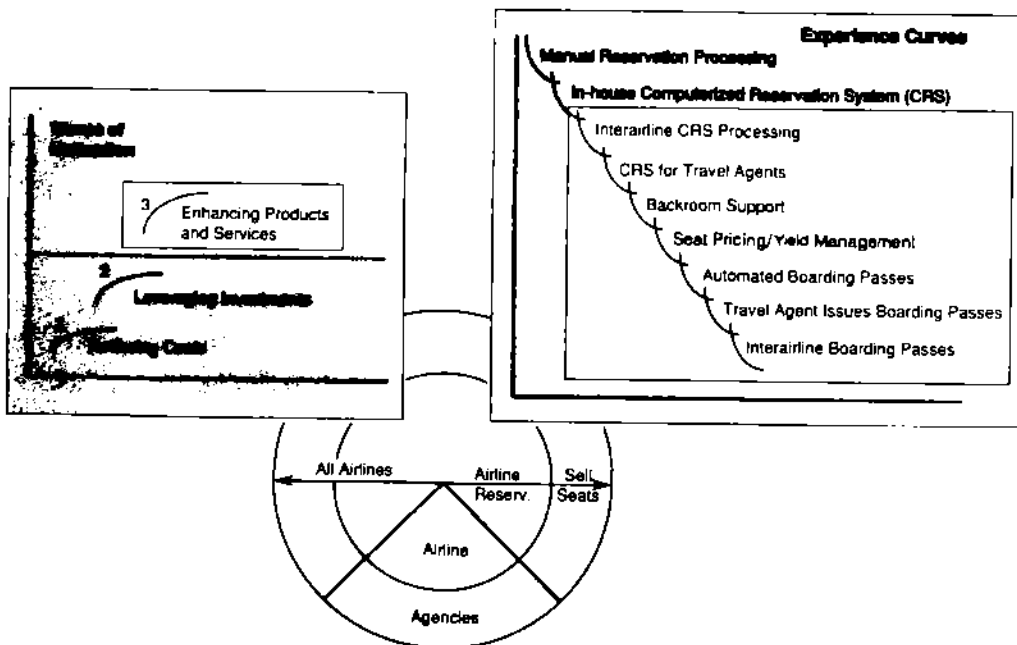 Experience Curves
Manual Reservation Processing
In-house Computerized Reservation System (CRS)
Interairline CRS Processing
CRS for Travel Agents
Backroom Support
Seat Pricing/Yield Management
Automated Boarding Passes
Travel Agent Issues Boarding Passes
Interairline Boarding Passes
Waves of
3
Enhancing Products
and Services
2
Leveraging Investments
Reducing Costs
All Airlines
Airline
Reserv.
Sell
Seats
Airline
Agencies